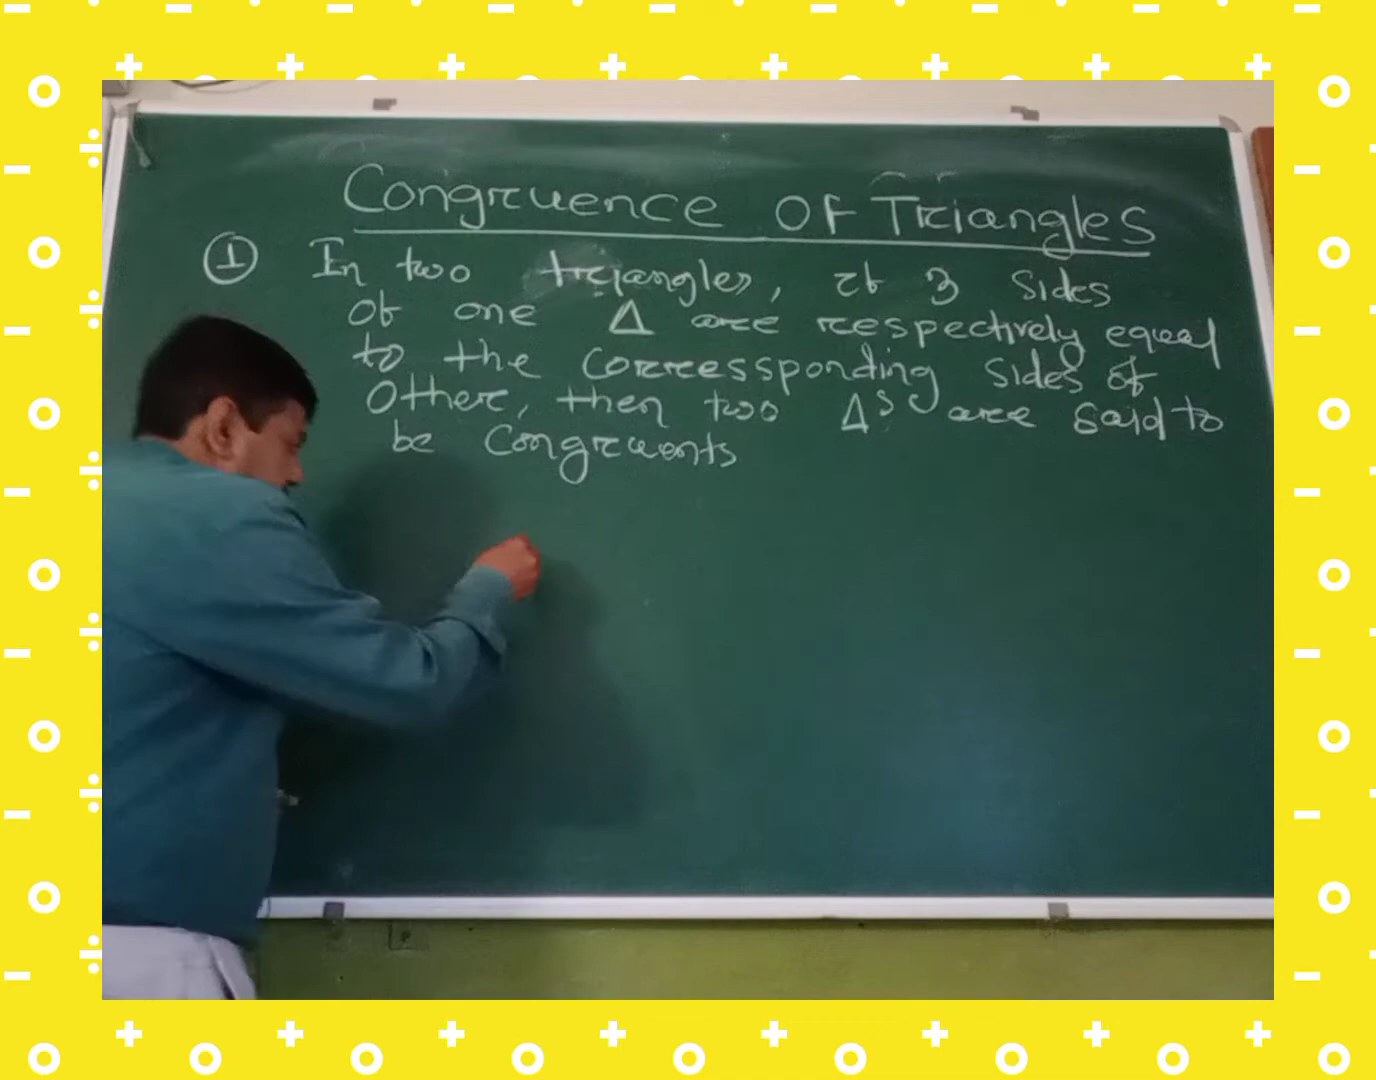 Congruence OF Triangles
① In two triangles, if 3 sides
of one Δ are respectively equal
to the corressponding sides of
other, then two Δs are said to
be congruents